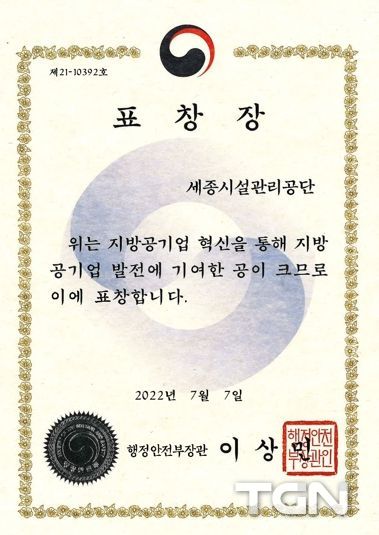 제21-10392호
표 창 장
세종시설관리공단
위는 지방공기업 혁신을 통해 지방
공기업 발전에 기여한 공이 크므로
이에 표창합니다.
2022년 7월 7일
행정안전부장관 이 상 민
행정안전
부장관인
TGN